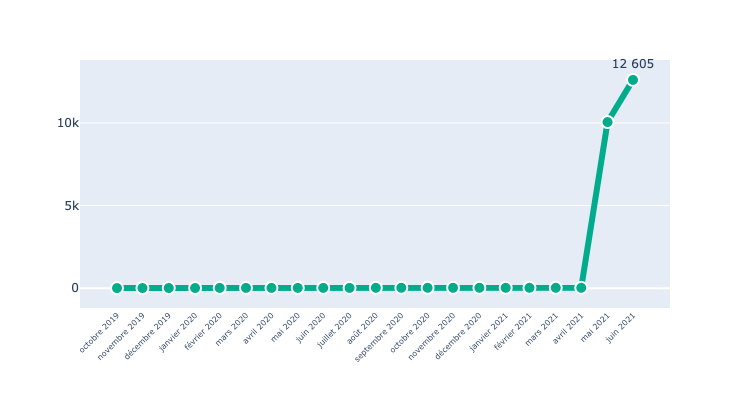 12 605
10k
5k
0
octobre 2019
novembre 2019
décembre 2019
janvier 2020
février 2020
mars 2020
avril 2020
mai 2020
juin 2020
juillet 2020
août 2020
septembre 2020
octobre 2020
novembre 2020
décembre 2020
janvier 2021
février 2021
mars 2021
avril 2021
mai 2021
juin 2021